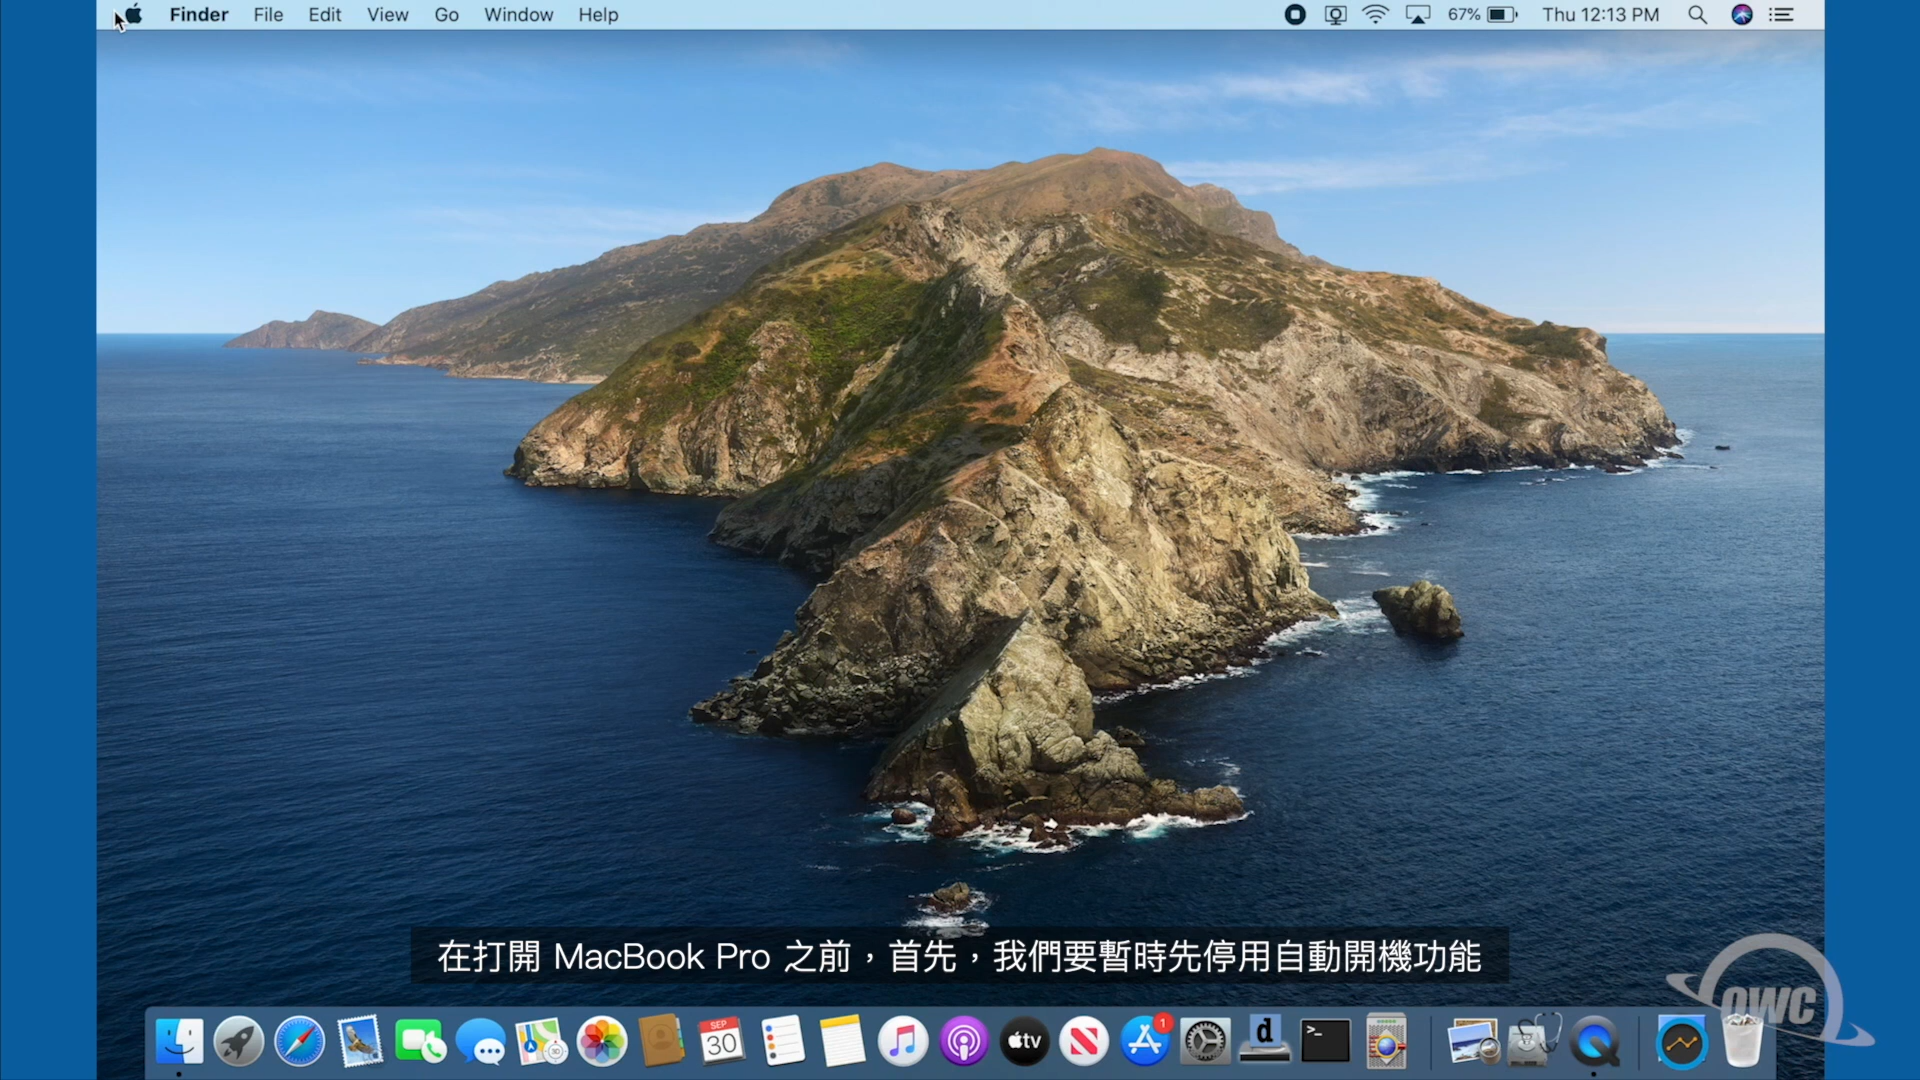 Finder File Edit View Go Window Help 67% Thu 12:13 PM
在打開 MacBook Pro 之前，首先，我們要暫時先停用自動開機功能
OWC
SEP
30
tv
1
d
>_